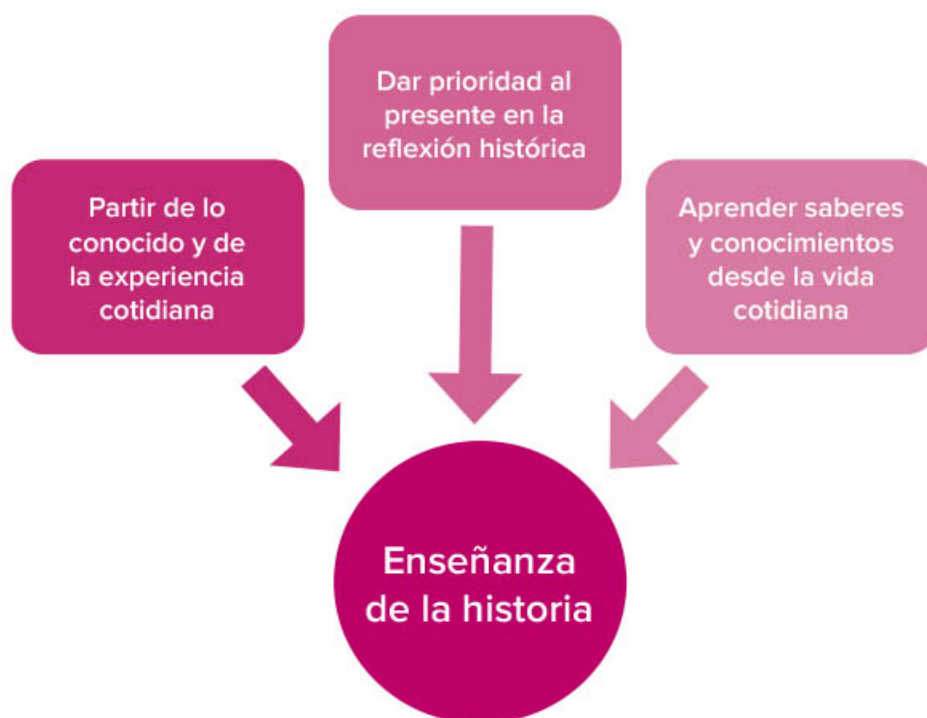 Partir de lo
conocido y de
la experiencia
cotidiana
Dar prioridad al
presente en la
reflexión histórica
Aprender saberes
y conocimientos
desde la vida
cotidiana
Enseñanza
de la historia